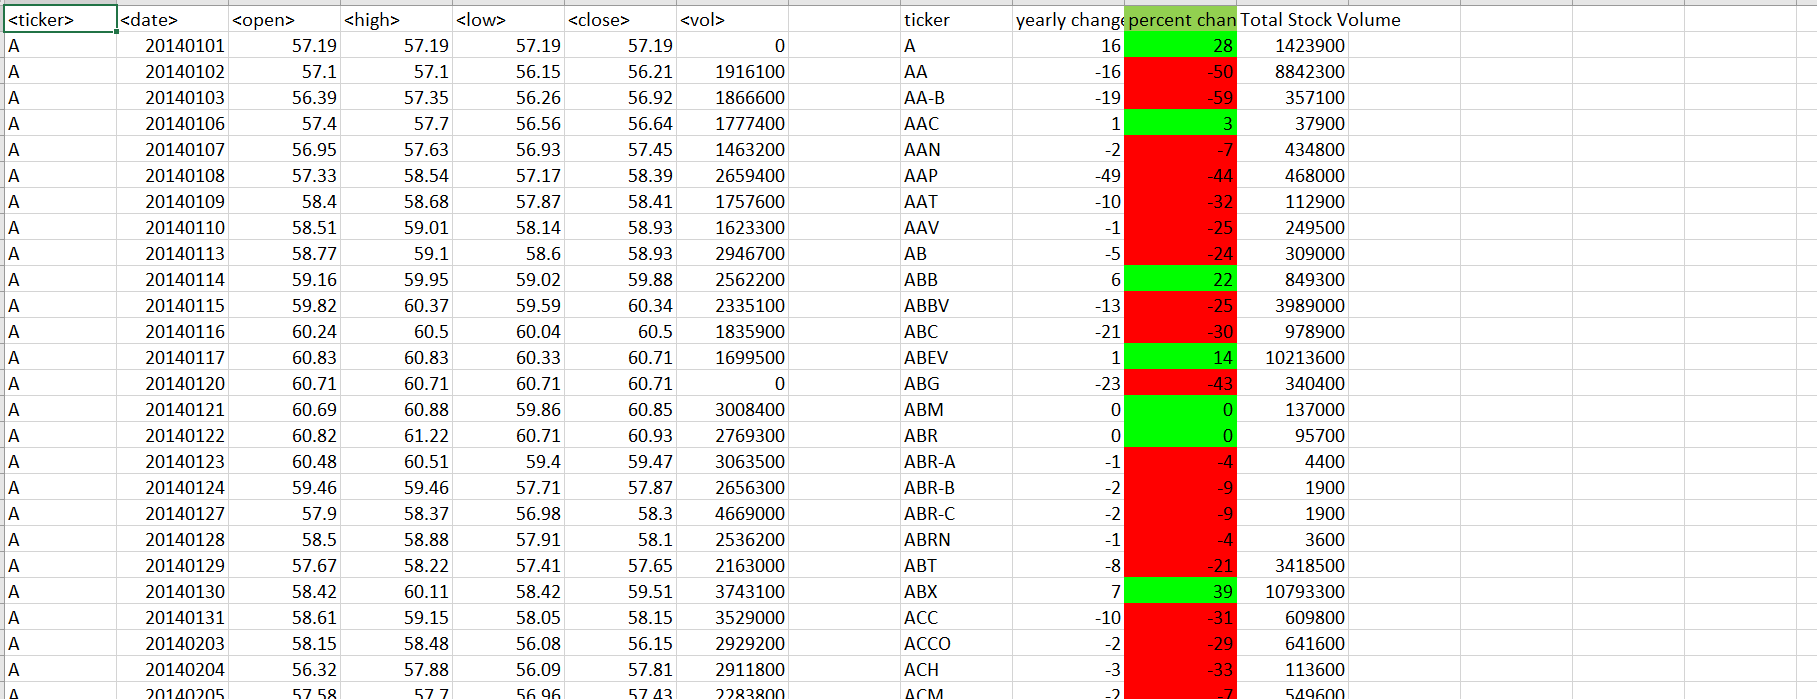 <ticker> <date> <open> <high> <low> <close> <vol> ticker yearly change percent chan Total Stock Volume
A 20140101 57.19 57.19 57.19 57.19 0 A 16 28 1423900
A 20140102 57.1 57.1 56.15 56.21 1916100 AA -16 -50 8842300
A 20140103 56.39 57.35 56.26 56.92 1866600 AA-B -19 -59 357100
A 20140106 57.4 57.7 56.56 56.64 1777400 AAC 1 3 37900
A 20140107 56.95 57.63 56.93 57.45 1463200 AAN -2 -7 434800
A 20140108 57.33 58.54 57.17 58.39 2659400 AAP -49 -44 468000
A 20140109 58.4 58.68 57.87 58.41 1757600 AAT -10 -32 112900
A 20140110 58.51 59.01 58.14 58.93 1623300 AAV -1 -25 249500
A 20140113 58.77 59.1 58.6 58.93 2946700 AB -5 -24 309000
A 20140114 59.16 59.95 59.02 59.88 2562200 ABB 6 22 849300
A 20140115 59.82 60.37 59.59 60.34 2335100 ABBV -13 -25 3989000
A 20140116 60.24 60.5 60.04 60.5 1835900 ABC -21 -30 978900
A 20140117 60.83 60.83 60.33 60.71 1699500 ABEV 1 14 10213600
A 20140120 60.71 60.71 60.71 60.71 0 ABG -23 -43 340400
A 20140121 60.69 60.88 59.86 60.85 3008400 ABM 0 0 137000
A 20140122 60.82 61.22 60.71 60.93 2769300 ABR 0 0 95700
A 20140123 60.48 60.51 59.4 59.47 3063500 ABR-A -1 -4 4400
A 20140124 59.46 59.46 57.71 57.87 2656300 ABR-B -2 -9 1900
A 20140127 57.9 58.37 56.98 58.3 4669000 ABR-C -2 -9 1900
A 20140128 58.5 58.88 57.91 58.1 2536200 ABRN -1 -4 3600
A 20140129 57.67 58.22 57.41 57.65 2163000 ABT -8 -21 3418500
A 20140130 58.42 60.11 58.42 59.51 3743100 ABX 7 39 10793300
A 20140131 58.61 59.15 58.05 58.15 3529000 ACC -10 -31 609800
A 20140203 58.15 58.48 56.08 56.15 2929200 ACCO -2 -29 641600
A 20140204 56.32 57.88 56.09 57.81 2911800 ACH -3 -33 113600
A 20140205 57.58 57.7 56.96 57.43 2283800 ACM -2 -7 549600